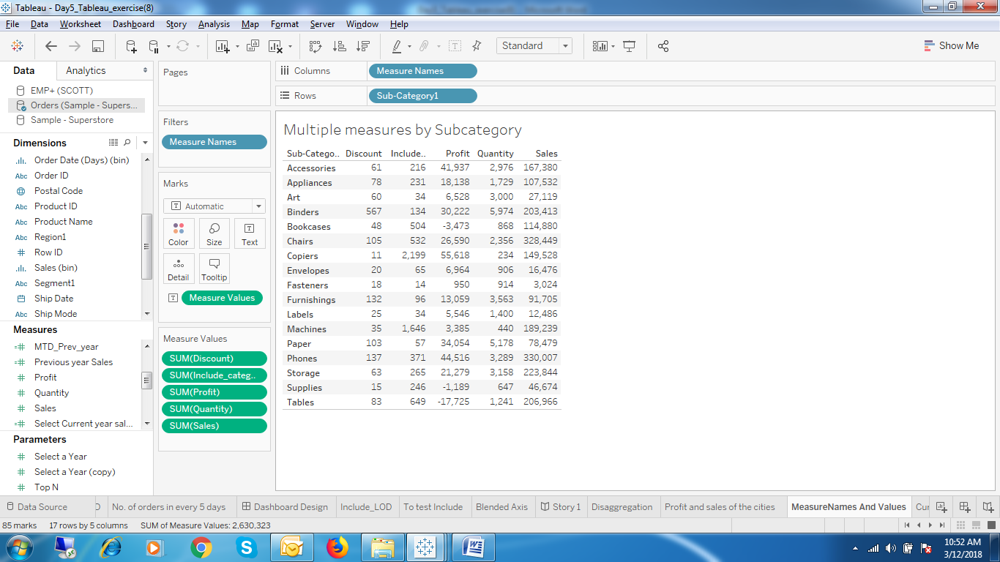 Tableau - Day5_Tableau_exercise(8)
File Data Worksheet Dashboard Story Analysis Map Format Server Window Help
Standard Show Me
Data Analytics
EMP+ (SCOTT)
Orders (Sample - Supers...
Sample - Superstore
Dimensions
Order Date (Days) (bin)
Abc Order ID
Postal Code
Abc Product ID
Abc Product Name
Abc Region1
# Row ID
Sales (bin)
Abc Segment1
Ship Date
Abc Ship Mode
Measures
=# MTD_Prev_year
=# Previous year Sales
# Profit
# Quantity
# Sales
=# Select Current year sal...
Parameters
# Select a Year
# Select a Year (copy)
# Top N
Pages
Filters
Measure Names
Marks
T Automatic
Color Size Text
Detail Tooltip
T Measure Values
Measure Values
SUM(Discount)
SUM(Include_categ..
SUM(Profit)
SUM(Quantity)
SUM(Sales)
Columns Measure Names
Rows Sub-Category1
Multiple measures by Subcategory
Sub-Catego.. Discount Include.. Profit Quantity Sales
Accessories 61 216 41,937 2,976 167,380
Appliances 78 231 18,138 1,729 107,532
Art 60 34 6,528 3,000 27,119
Binders 567 134 30,222 5,974 203,413
Bookcases 48 504 -3,473 868 114,880
Chairs 105 532 26,590 2,356 328,449
Copiers 11 2,199 55,618 234 149,528
Envelopes 20 65 6,964 906 16,476
Fasteners 18 14 950 914 3,024
Furnishings 132 96 13,059 3,563 91,705
Labels 25 34 5,546 1,400 12,486
Machines 35 1,646 3,385 440 189,239
Paper 103 57 34,054 5,178 78,479
Phones 137 371 44,516 3,289 330,007
Storage 63 265 21,279 3,158 223,844
Supplies 15 246 -1,189 647 46,674
Tables 83 649 -17,725 1,241 206,966
Data Source No. of orders in every 5 days Dashboard Design Include_LOD To test Include Blended Axis Story 1 Disaggregation Profit and sales of the cities MeasureNames And Values Cur
85 marks 17 rows by 5 columns SUM of Measure Values: 2,630,323
10:52 AM
3/12/2018